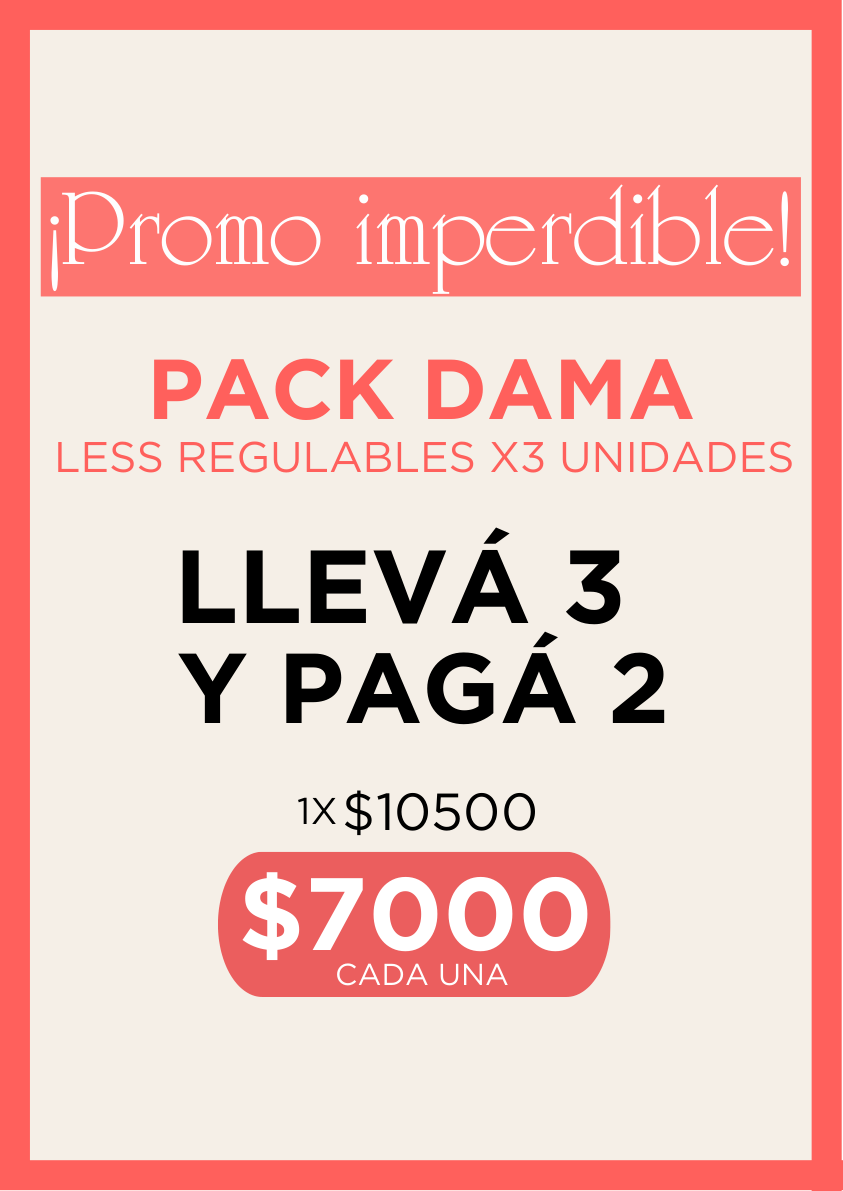 ¡Promo imperdible!
PACK DAMA
LESS REGULABLES X3 UNIDADES
LLEVÁ 3
Y PAGÁ 2
1X $10500
$7000
CADA UNA